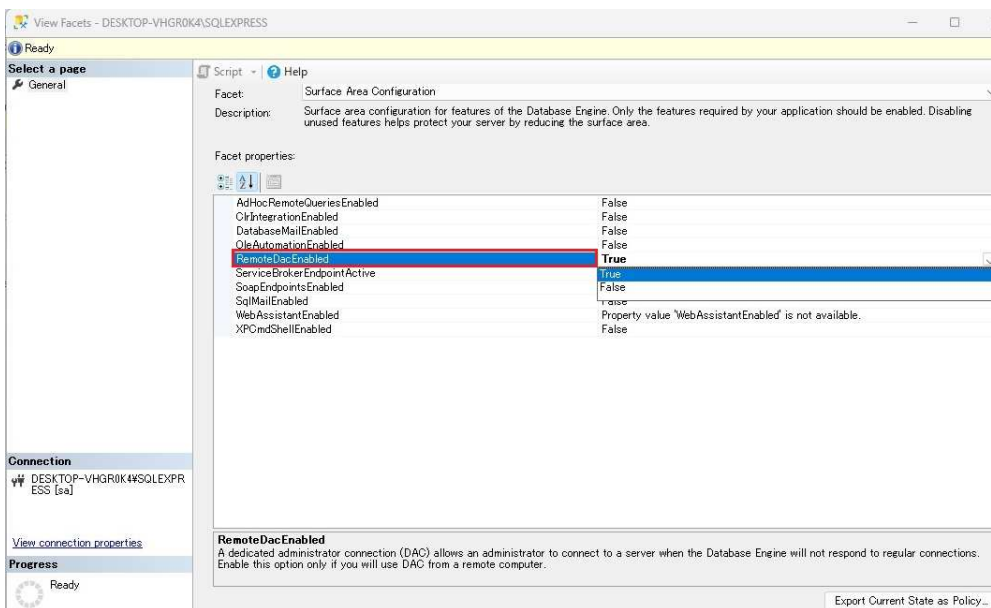 View Facets - DESKTOP-VHGR0K4\SQLEXPRESS
Ready
Select a page
General
Script Help
Facet: Surface Area Configuration
Description: Surface area configuration for features of the Database Engine. Only the features required by your application should be enabled. Disabling
unused features helps protect your server by reducing the surface area.
Facet properties:
AdHocRemoteQueriesEnabled False
ClrIntegrationEnabled False
DatabaseMailEnabled False
OleAutomationEnabled False
RemoteDacEnabled True
ServiceBrokerEndpointActive True
SoapEndpointsEnabled False
SqlMailEnabled False
WebAssistantEnabled Property value 'WebAssistantEnabled' is not available.
XPCmdShellEnabled False
Connection
DESKTOP-VHGR0K4¥SQLEXPR
ESS [sa]
View connection properties
Progress
Ready
RemoteDacEnabled
A dedicated administrator connection (DAC) allows an administrator to connect to a server when the Database Engine will not respond to regular connections.
Enable this option only if you will use DAC from a remote computer.
Export Current State as Policy...